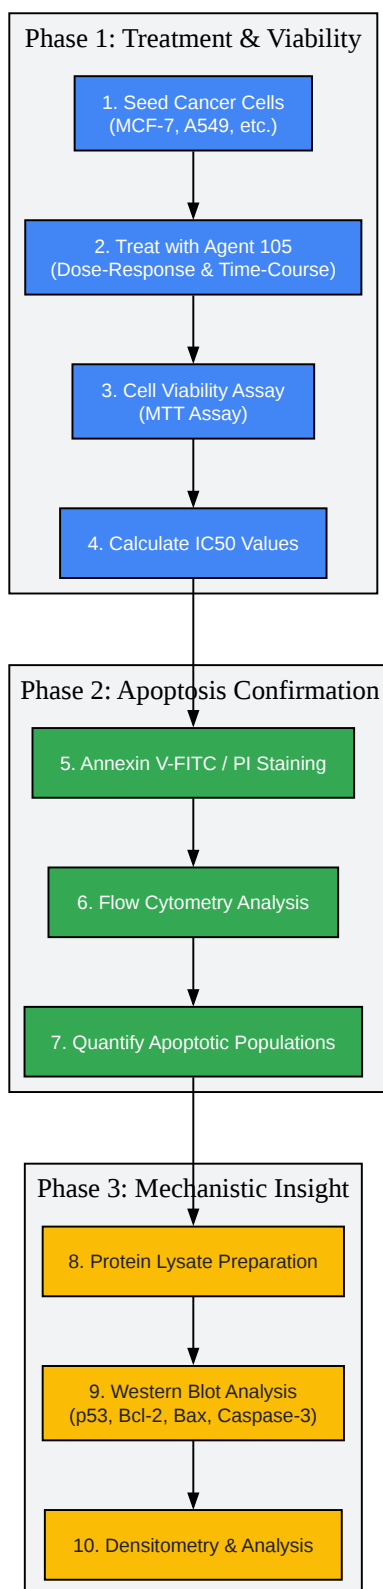 Phase 1: Treatment & Viability
1. Seed Cancer Cells
(MCF-7, A549, etc.)
2. Treat with Agent 105
(Dose-Response & Time-Course)
3. Cell Viability Assay
(MTT Assay)
4. Calculate IC50 Values
Phase 2: Apoptosis Confirmation
5. Annexin V-FITC / PI Staining
6. Flow Cytometry Analysis
7. Quantify Apoptotic Populations
Phase 3: Mechanistic Insight
8. Protein Lysate Preparation
9. Western Blot Analysis
(p53, Bcl-2, Bax, Caspase-3)
10. Densitometry & Analysis